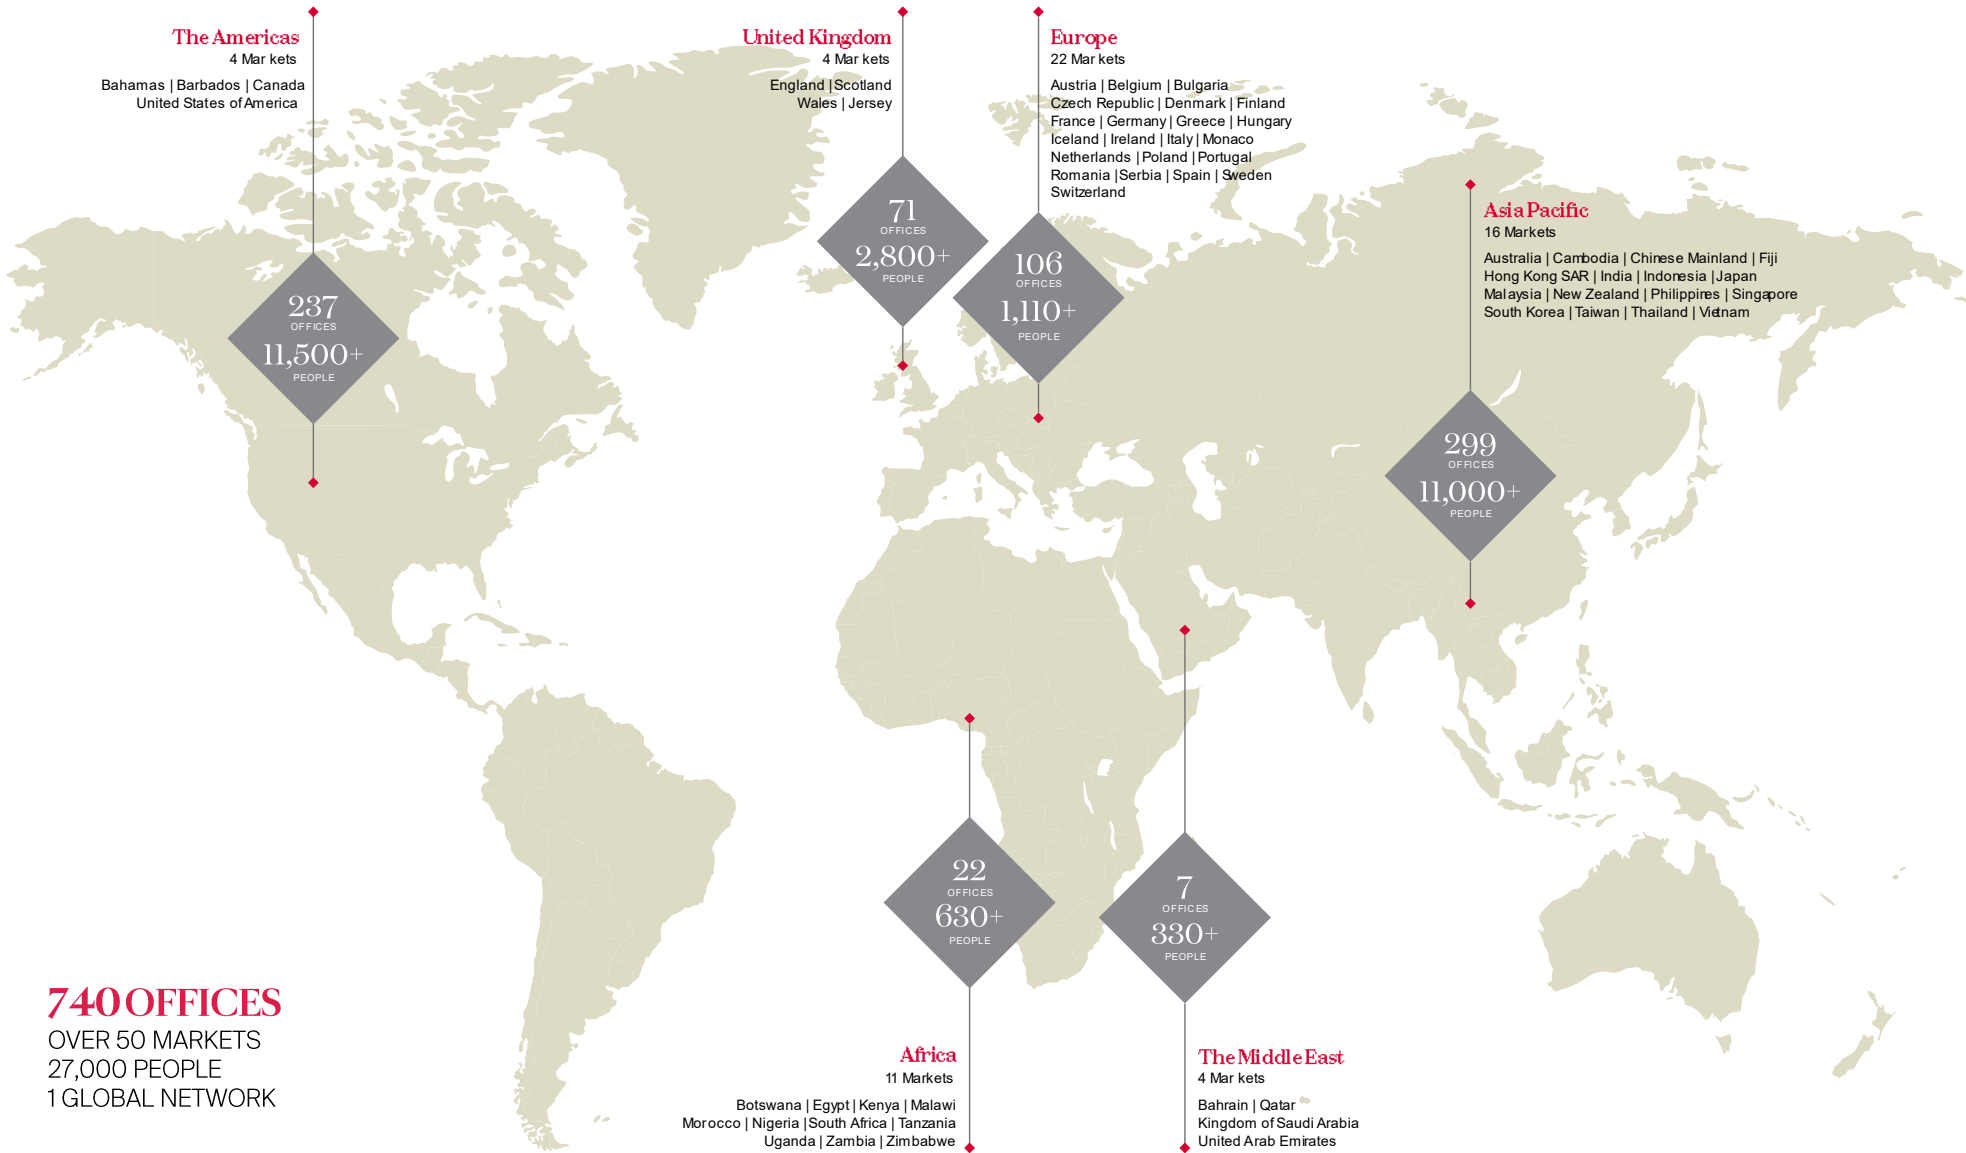 The Americas
4 Markets
Bahamas | Barbados | Canada
United States of America
237
OFFICES
11,500+
PEOPLE
United Kingdom
4 Markets
England | Scotland
Wales | Jersey
71
OFFICES
2,800+
PEOPLE
Europe
22 Markets
Austria | Belgium | Bulgaria
Czech Republic | Denmark | Finland
France | Germany | Greece | Hungary
Iceland | Ireland | Italy | Monaco
Netherlands | Poland | Portugal
Romania | Serbia | Spain | Sweden
Switzerland
106
OFFICES
1,110+
PEOPLE
Asia Pacific
16 Markets
Australia | Cambodia | Chinese Mainland | Fiji
Hong Kong SAR | India | Indonesia | Japan
Malaysia | New Zealand | Philippines | Singapore
South Korea | Taiwan | Thailand | Vietnam
299
OFFICES
11,000+
PEOPLE
22
OFFICES
630+
PEOPLE
Africa
11 Markets
Botswana | Egypt | Kenya | Malawi
Morocco | Nigeria | South Africa | Tanzania
Uganda | Zambia | Zimbabwe
7
OFFICES
330+
PEOPLE
The Middle East
4 Markets
Bahrain | Qatar
Kingdom of Saudi Arabia
United Arab Emirates
740 OFFICES
OVER 50 MARKETS
27,000 PEOPLE
1 GLOBAL NETWORK